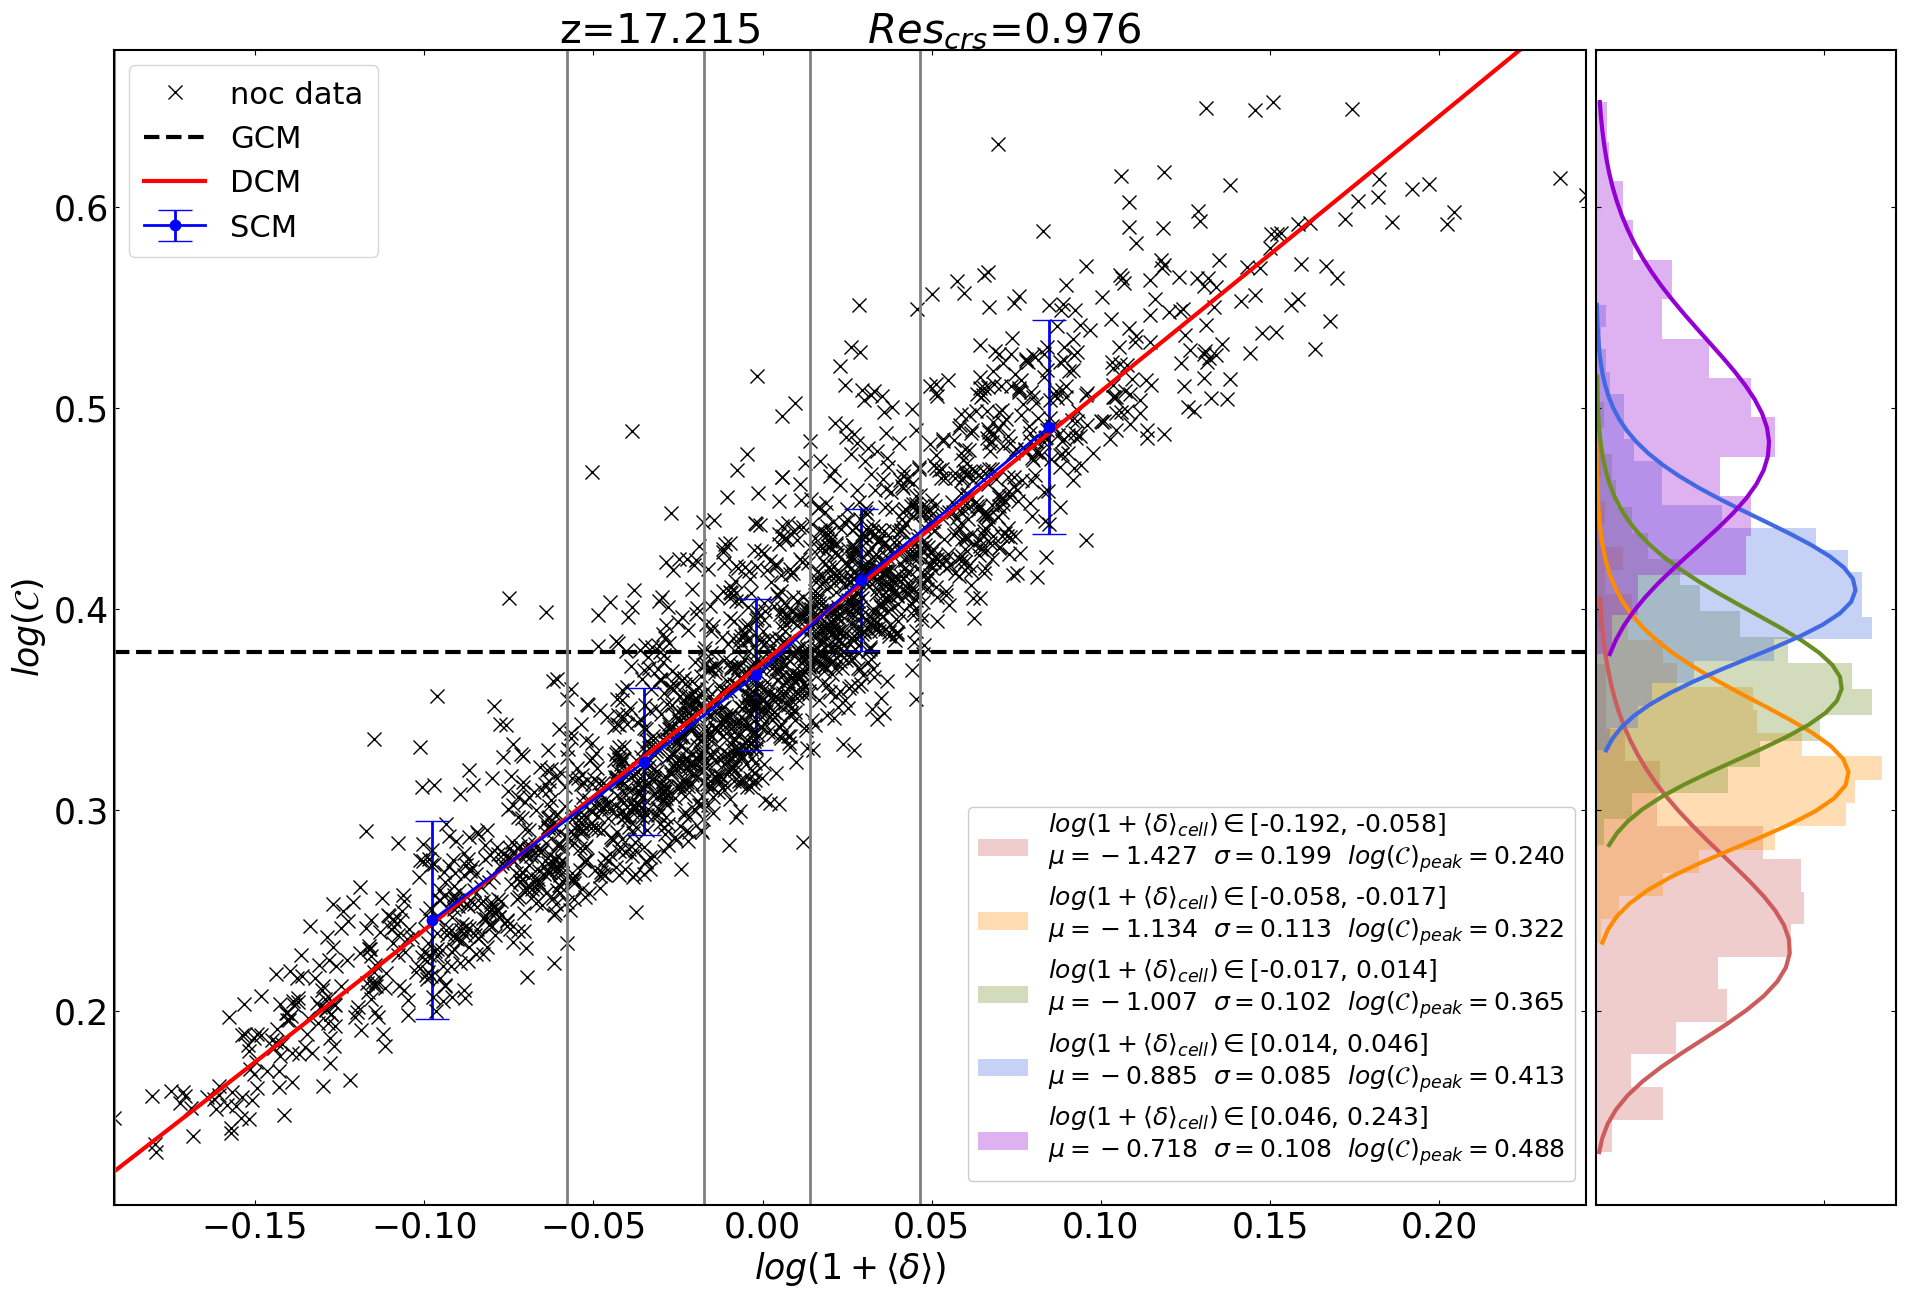 z=17.215 Res_crs=0.976
noc data
GCM
DCM
SCM
0.6
0.5
0.4
0.3
0.2
log(𝒞)
log(1 + ⟨δ⟩_cell) ∈ [-0.192, -0.058]
μ = −1.427 σ = 0.199 log(𝒞)_peak = 0.240
log(1 + ⟨δ⟩_cell) ∈ [-0.058, -0.017]
μ = −1.134 σ = 0.113 log(𝒞)_peak = 0.322
log(1 + ⟨δ⟩_cell) ∈ [-0.017, 0.014]
μ = −1.007 σ = 0.102 log(𝒞)_peak = 0.365
log(1 + ⟨δ⟩_cell) ∈ [0.014, 0.046]
μ = −0.885 σ = 0.085 log(𝒞)_peak = 0.413
log(1 + ⟨δ⟩_cell) ∈ [0.046, 0.243]
μ = −0.718 σ = 0.108 log(𝒞)_peak = 0.488
−0.15 −0.10 −0.05 0.00 0.05 0.10 0.15 0.20
log(1 + ⟨δ⟩)